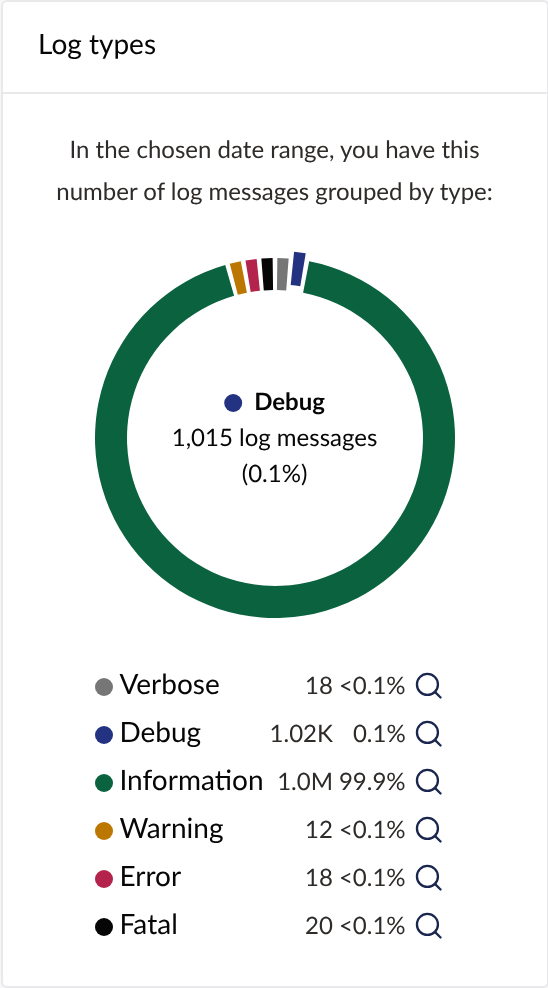 Log types
In the chosen date range, you have this
number of log messages grouped by type:
Debug
1,015 log messages
(0.1%)
Verbose 18 <0.1%
Debug 1.02K 0.1%
Information 1.0M 99.9%
Warning 12 <0.1%
Error 18 <0.1%
Fatal 20 <0.1%